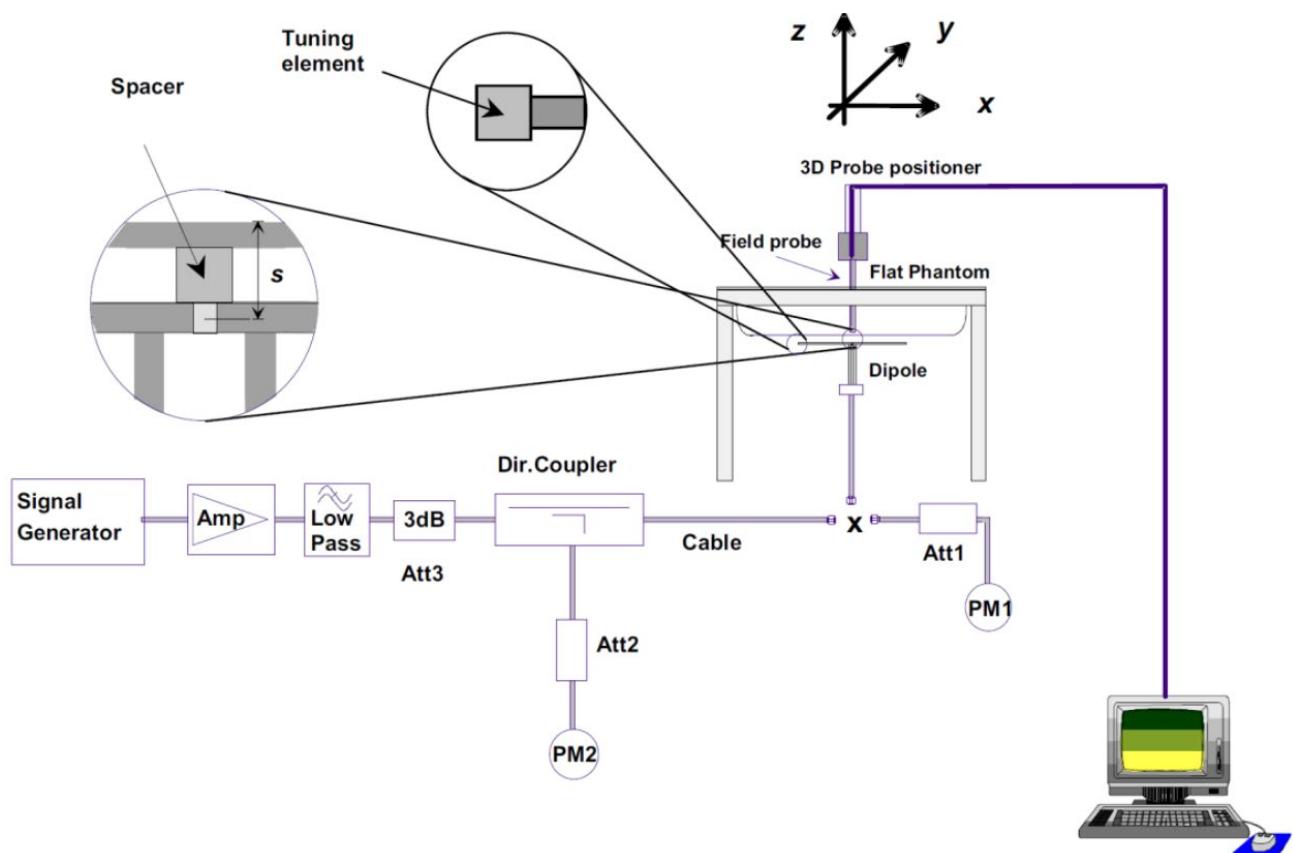 z
y
x
Tuning
element
Spacer
s
3D Probe positioner
Field probe
Flat Phantom
Dipole
Dir.Coupler
Signal
Generator
Amp
Low
Pass
3dB
Att3
Cable
x
Att1
PM1
Att2
PM2